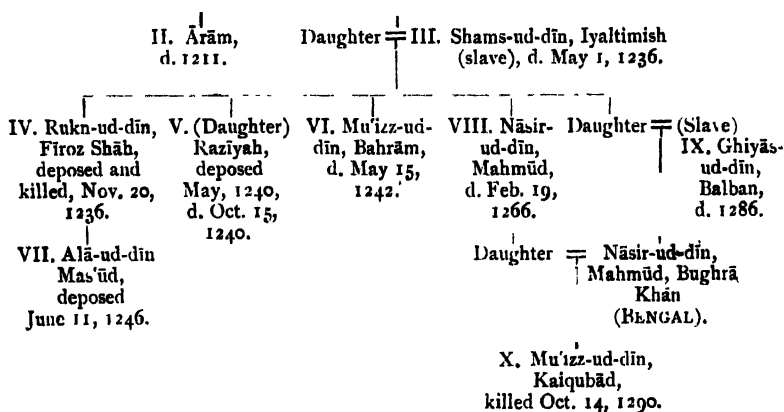 II. Ārām,
d. 1211.
Daughter = III. Shams-ud-dīn, Iyaltimish
(slave), d. May 1, 1236.
IV. Rukn-ud-dīn,
Fīroz Shāh,
deposed and
killed, Nov. 20,
1236.
V. (Daughter)
Razīyah,
deposed
May, 1240,
d. Oct. 15,
1240.
VI. Mu'izz-ud-
dīn, Bahrām,
d. May 15,
1242.
VIII. Nāsir-
ud-dīn,
Mahmūd,
d. Feb. 19,
1266.
Daughter = (Slave)
IX. Ghiyās-
ud-dīn,
Balban,
d. 1286.
VII. Alā-ud-dīn
Mas'ūd,
deposed
June 11, 1246.
Daughter = Nāsir-ud-dīn,
Mahmūd, Bughrā
Khán
(BENGAL).
X. Mu'izz-ud-dīn,
Kaiqubād,
killed Oct. 14, 1290.